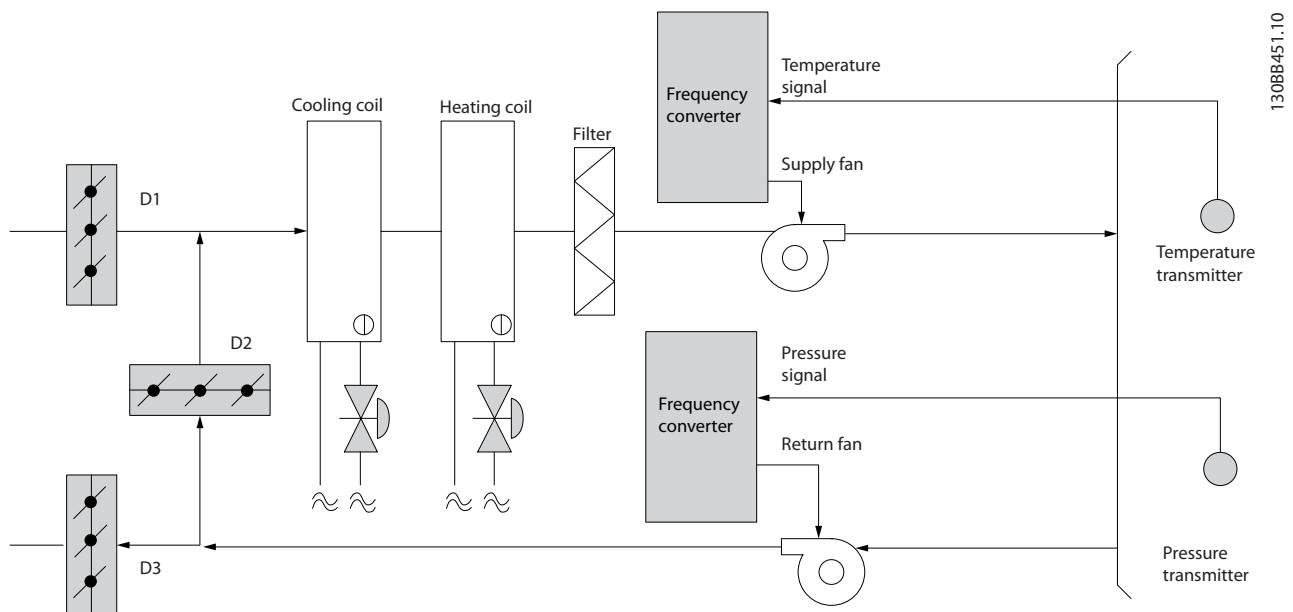 130BB451.10
Frequency
converter
Temperature
signal
Cooling coil
Heating coil
Filter
Supply fan
D1
Temperature
transmitter
D2
Pressure
signal
Frequency
converter
Return fan
D3
Pressure
transmitter